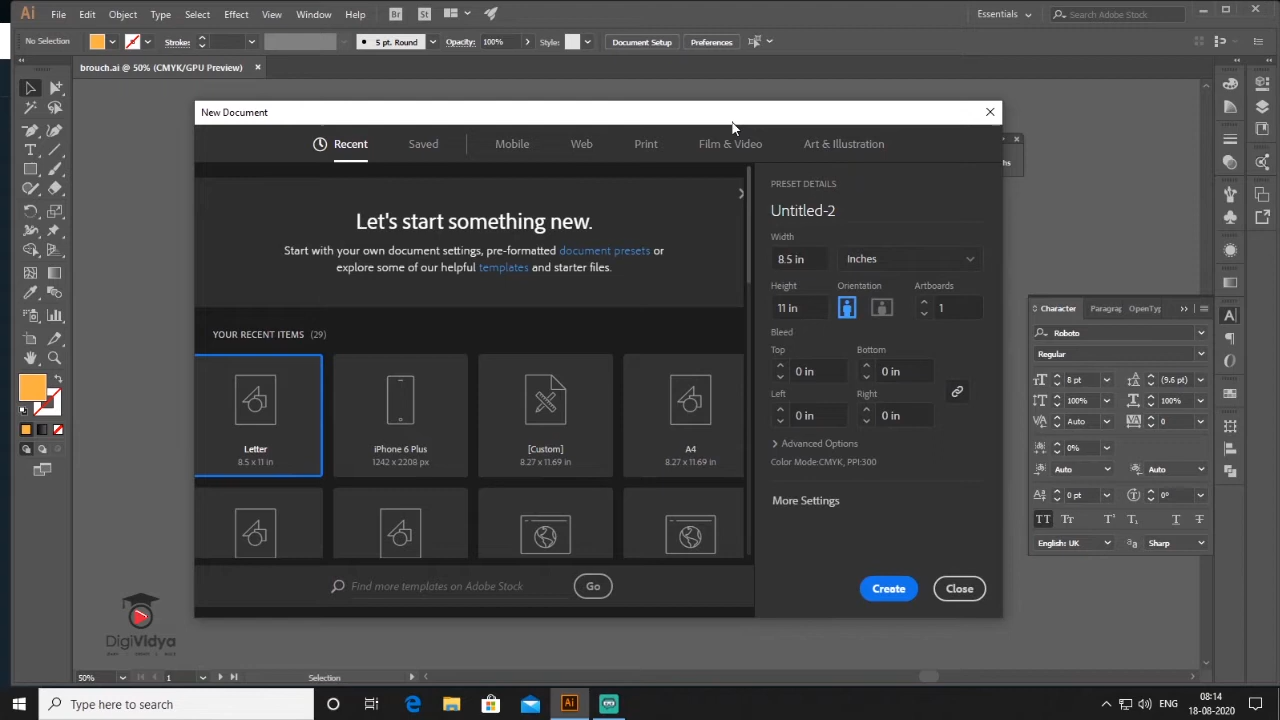 Ai File Edit Object Type Select Effect View Window Help Br St Essentials Search Adobe Stock
No Selection Stroke: 5 pt. Round Opacity: 100% Style: Document Setup Preferences
brouch.ai @ 50% (CMYK/GPU Preview)
New Document
Recent Saved Mobile Web Print Film & Video Art & Illustration
Let's start something new.
Start with your own document settings, pre-formatted document presets or
explore some of our helpful templates and starter files.
YOUR RECENT ITEMS (29)
Letter
8.5 x 11 in
iPhone 6 Plus
1242 x 2208 px
[Custom]
8.27 x 11.69 in
A4
8.27 x 11.69 in
Find more templates on Adobe Stock Go
PRESET DETAILS
Untitled-2
Width
8.5 in Inches
Height Orientation Artboards
11 in 1
Bleed
Top Bottom
0 in 0 in
Left Right
0 in 0 in
Advanced Options
Color Mode:CMYK, PPI:300
More Settings
Create Close
hs
Character Paragra OpenTy
Roboto
Regular
8 pt (9.6 pt)
100% 100%
Auto 0
0%
Auto Auto
0 pt 0°
English: UK Sharp
DigiVidya
50% 1 Selection
Type here to search
ENG
08:14
18-08-2020